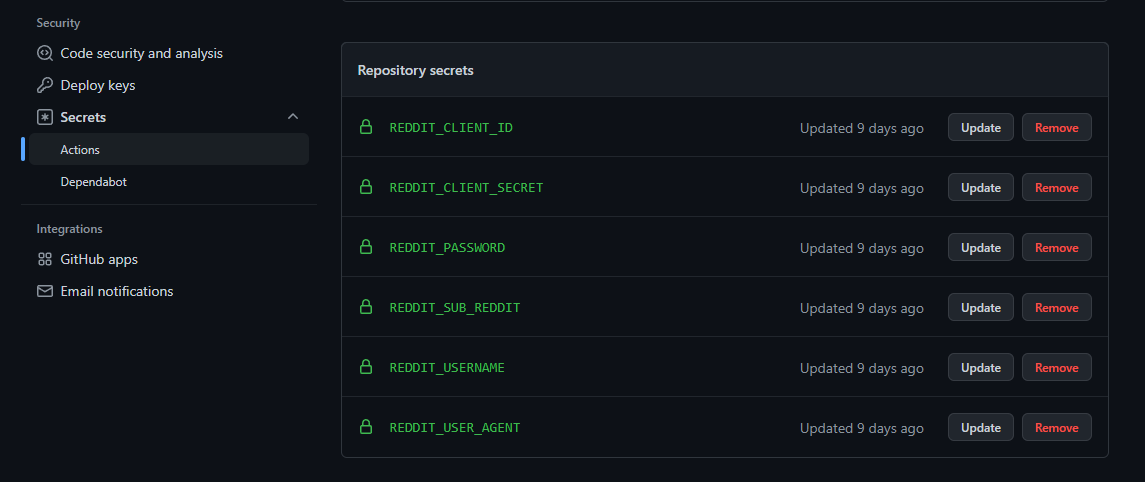 Security
Code security and analysis
Deploy keys
Secrets
Actions
Dependabot
Integrations
GitHub apps
Email notifications
Repository secrets
REDDIT_CLIENT_ID Updated 9 days ago Update Remove
REDDIT_CLIENT_SECRET Updated 9 days ago Update Remove
REDDIT_PASSWORD Updated 9 days ago Update Remove
REDDIT_SUB_REDDIT Updated 9 days ago Update Remove
REDDIT_USERNAME Updated 9 days ago Update Remove
REDDIT_USER_AGENT Updated 9 days ago Update Remove